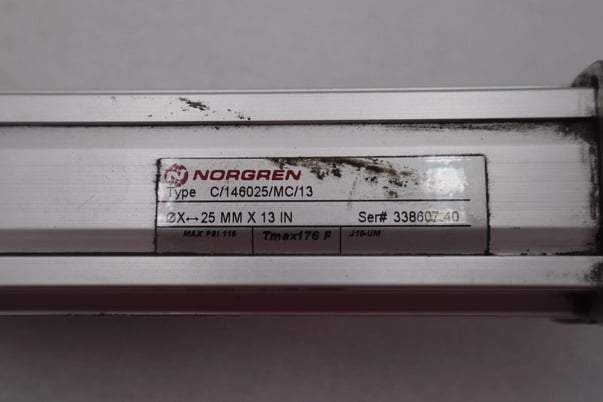 NORGREN
Type C/146025/MC/13
ØX↔25 MM X 13 IN Ser# 338607.40
MAX PSI 116 Tmax176 F J10-UM